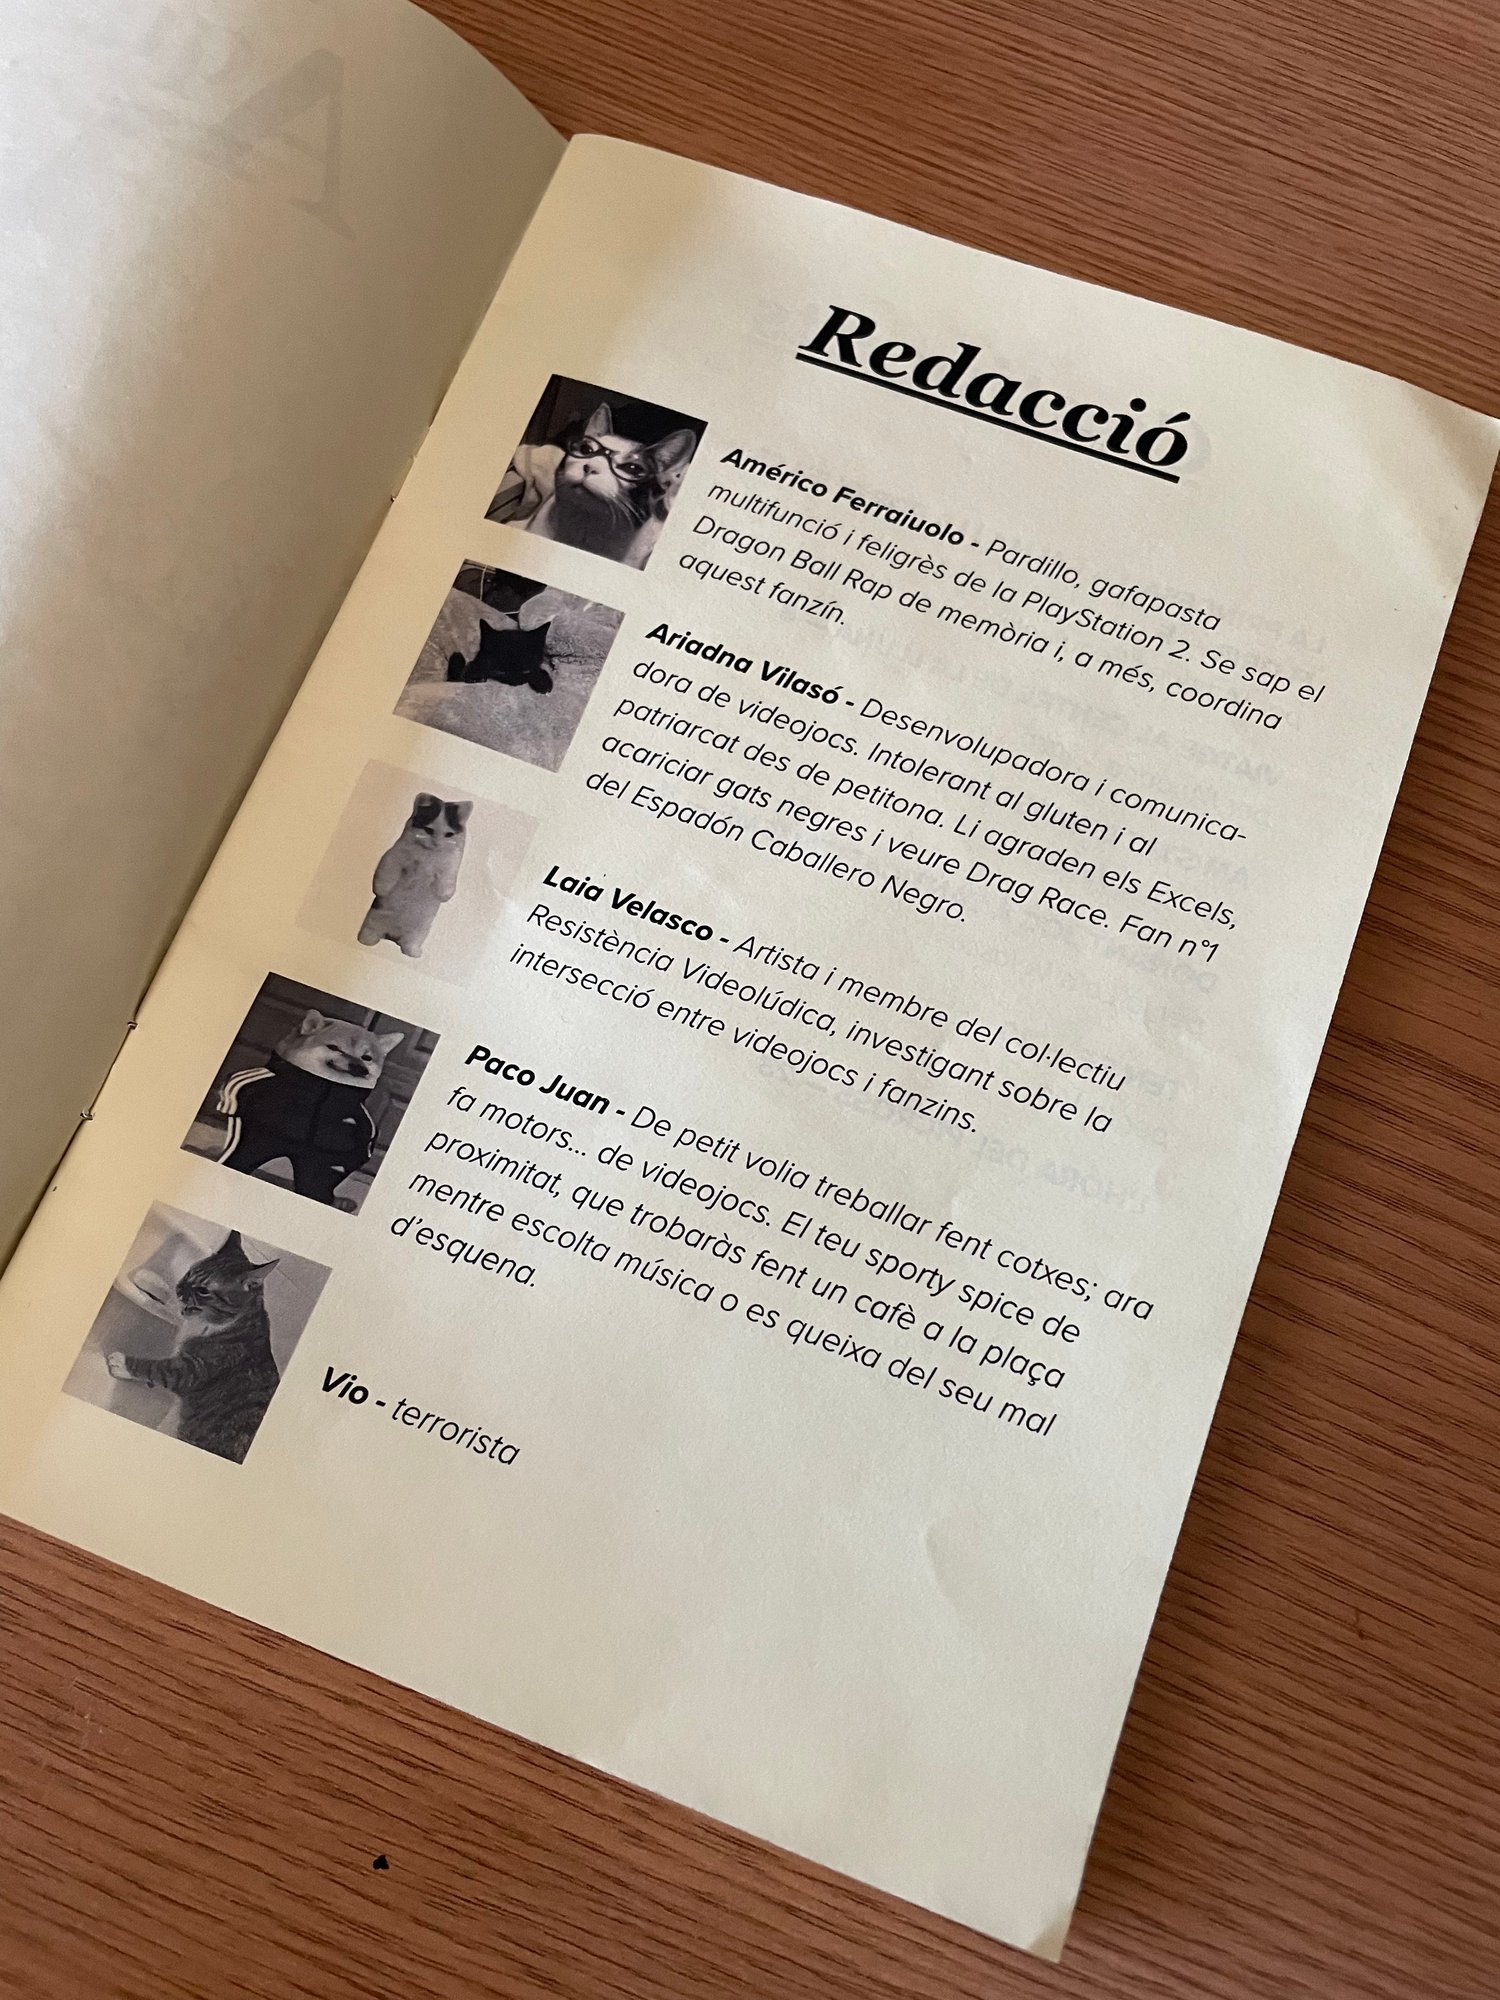 Redacció
Américo Ferraiuolo - Pardillo, gafapasta
multifunció i feligrès de la PlayStation 2. Se sap el
Dragon Ball Rap de memòria i, a més, coordina
aquest fanzín.
Ariadna Vilasó - Desenvolupadora i comunica-
dora de videojocs. Intolerant al gluten i al
patriarcat des de petitona. Li agraden els Excels,
acariciar gats negres i veure Drag Race. Fan n°1
del Espadón Caballero Negro.
Laia Velasco - Artista i membre del col·lectiu
Resistència Videolúdica, investigant sobre la
intersecció entre videojocs i fanzins.
Paco Juan - De petit volia treballar fent cotxes; ara
fa motors... de videojocs. El teu sporty spice de
proximitat, que trobaràs fent un cafè a la plaça
mentre escolta música o es queixa del seu mal
d'esquena.
Vio - terrorista